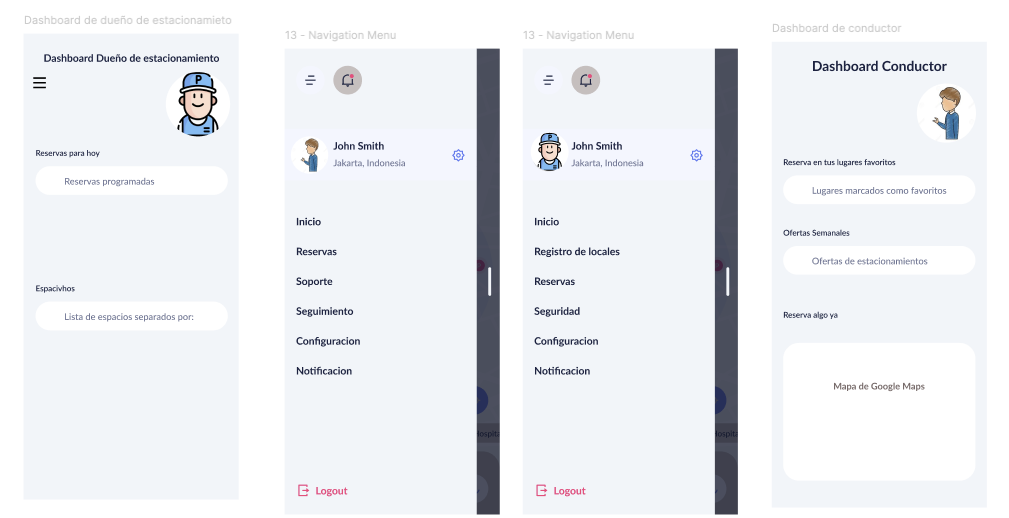 Dashboard de dueño de estacionamieto
Dashboard Dueño de estacionamiento
P
Reservas para hoy
Reservas programadas
Espacivhos
Lista de espacios separados por:
13 - Navigation Menu
John Smith
Jakarta, Indonesia
Inicio
Reservas
Soporte
Seguimiento
Configuracion
Notificacion
Logout
13 - Navigation Menu
P
John Smith
Jakarta, Indonesia
Inicio
Registro de locales
Reservas
Seguridad
Configuracion
Notificacion
Logout
Dashboard de conductor
Dashboard Conductor
Reserva en tus lugares favoritos
Lugares marcados como favoritos
Ofertas Semanales
Ofertas de estacionamientos
Reserva algo ya
Mapa de Google Maps